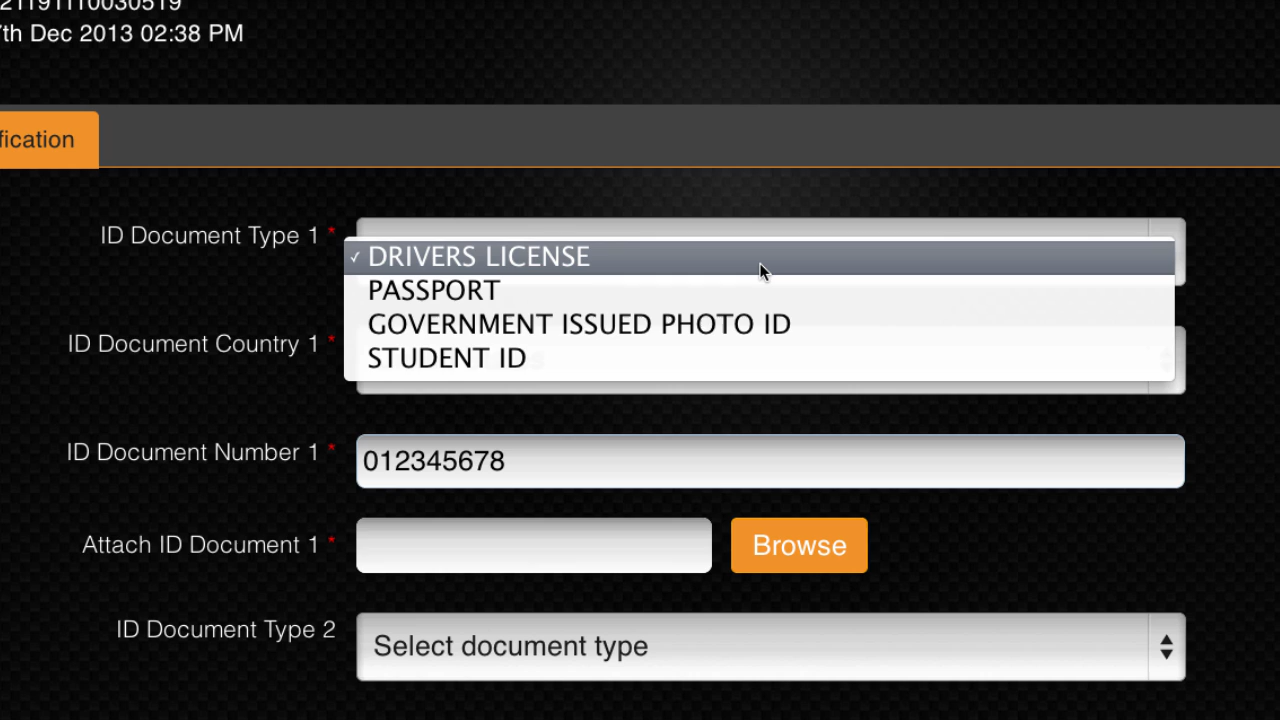 th Dec 2013 02:38 PM
fication
ID Document Type 1 *
✓ DRIVERS LICENSE
PASSPORT
GOVERNMENT ISSUED PHOTO ID
STUDENT ID
ID Document Country 1 *
ID Document Number 1 *
012345678
Attach ID Document 1 *
Browse
ID Document Type 2
Select document type